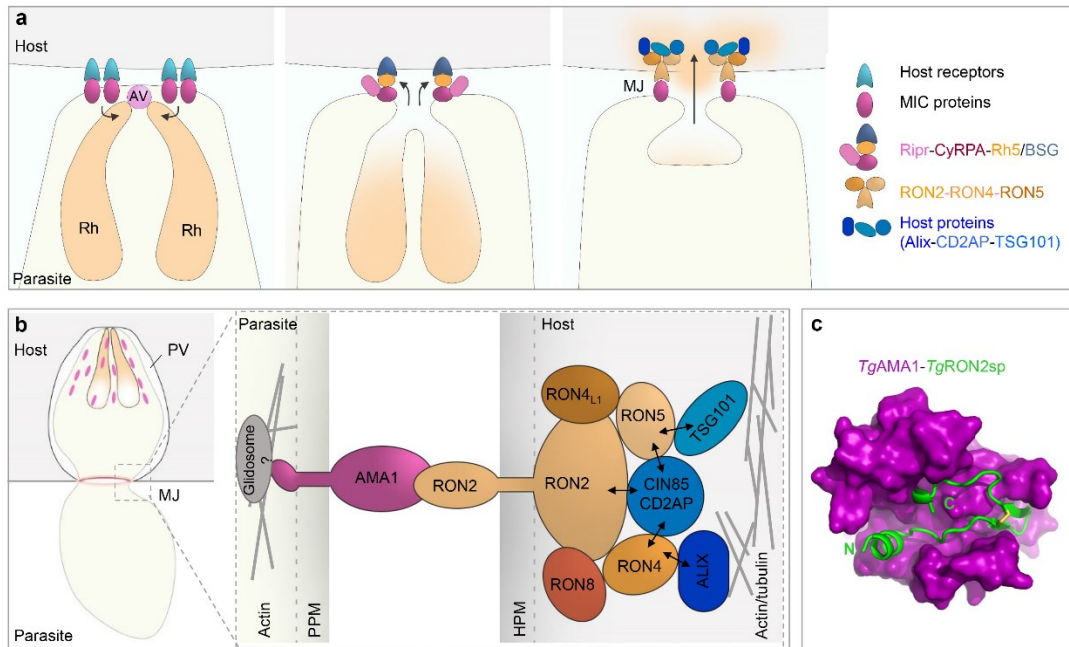 a
Host
AV
Rh
Rh
Parasite
MJ
Host receptors
MIC proteins
Ripr-CyRPA-Rh5/BSG
RON2-RON4-RON5
Host proteins
(Alix-CD2AP-TSG101)
b
Host
PV
MJ
Parasite
Parasite
Glidosome
?
Actin
PPM
AMA1
RON2
HPM
Host
RON4L1
RON5
TSG101
RON2
CIN85
CD2AP
RON8
RON4
ALIX
Actin/tubulin
c
TgAMA1-TgRON2sp
C
N